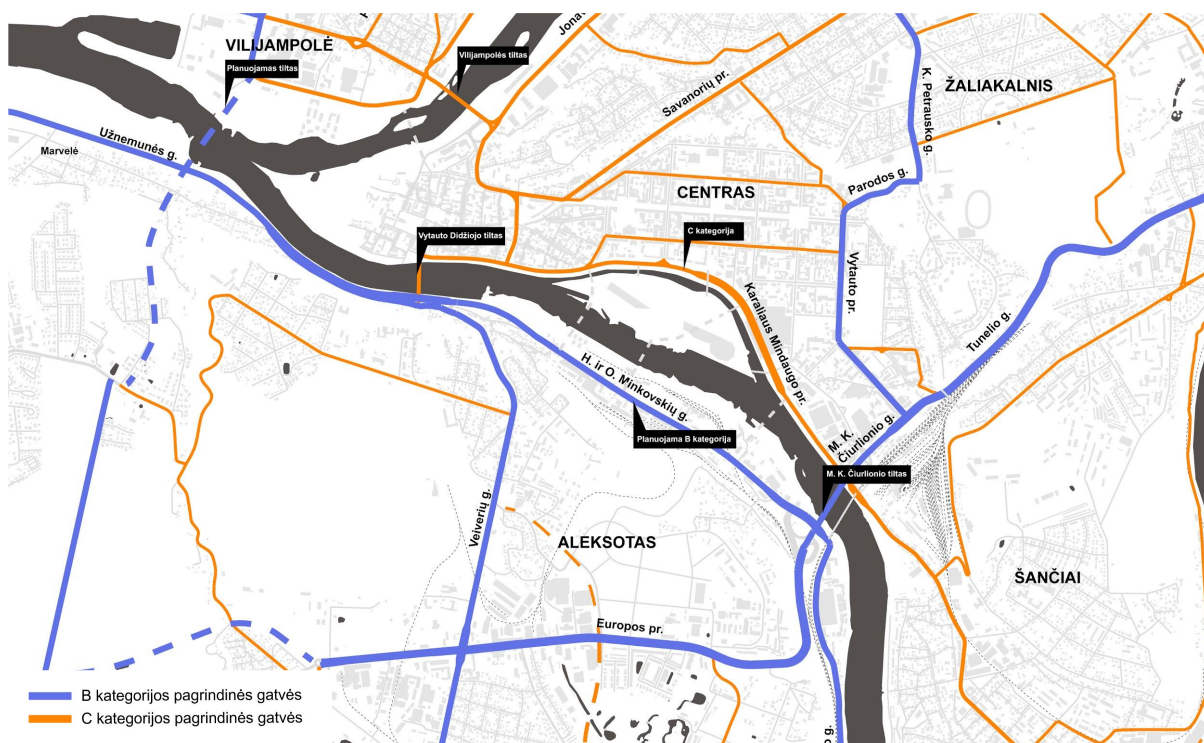 VILIJAMPOLĖ
Planuojamas tiltas
Vilijampolės tiltas
Savanorių pr.
K. Petrausko g.
ŽALIAKALNIS
Užnemunės g.
Marvelė
CENTRAS
Parodos g.
Vytauto Didžiojo tiltas
C kategorija
Vytauto pr.
Karaliaus Mindaugo pr.
Tunelio g.
H. ir O. Minkovskių g.
Planuojama B kategorija
M. K.
Čiurlionio g.
M. K. Čiurlionio tiltas
Veiverių g.
ALEKSOTAS
ŠANČIAI
Europos pr.
B kategorijos pagrindinės gatvės
C kategorijos pagrindinės gatvės